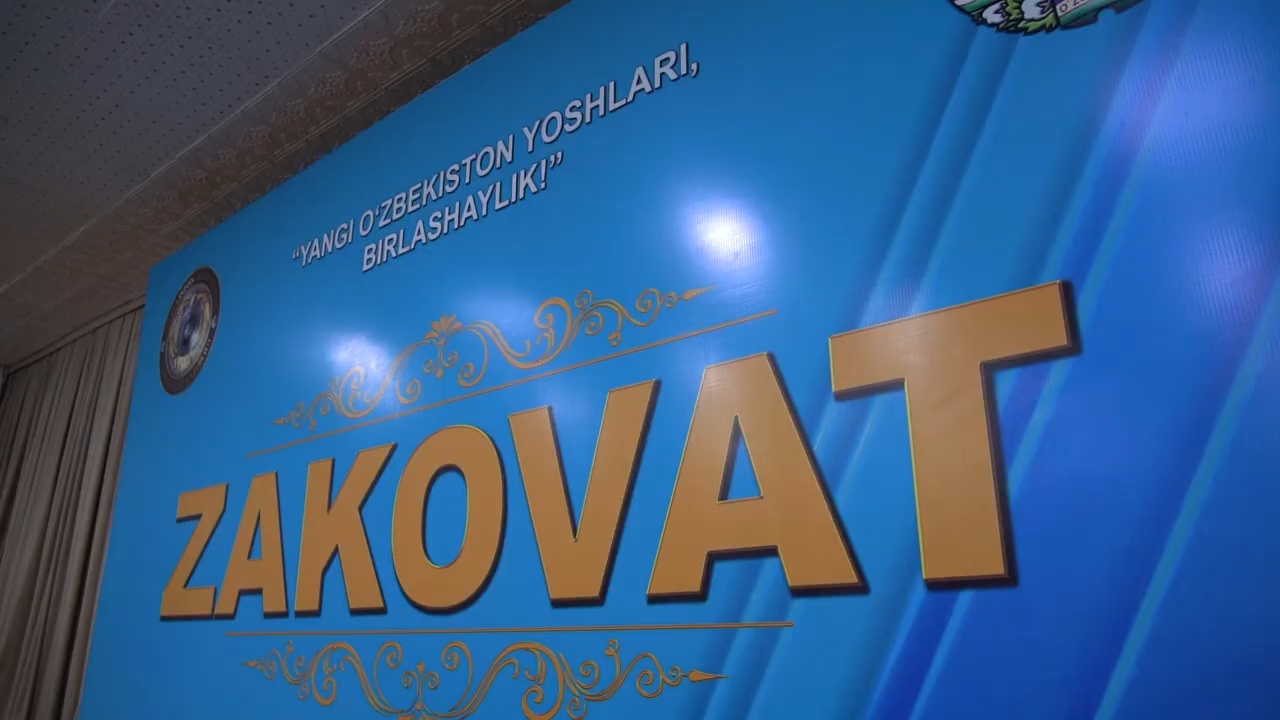 “YANGI O‘ZBEKISTON YOSHLARI,
BIRLASHAYLIK!”
ZAKOVAT